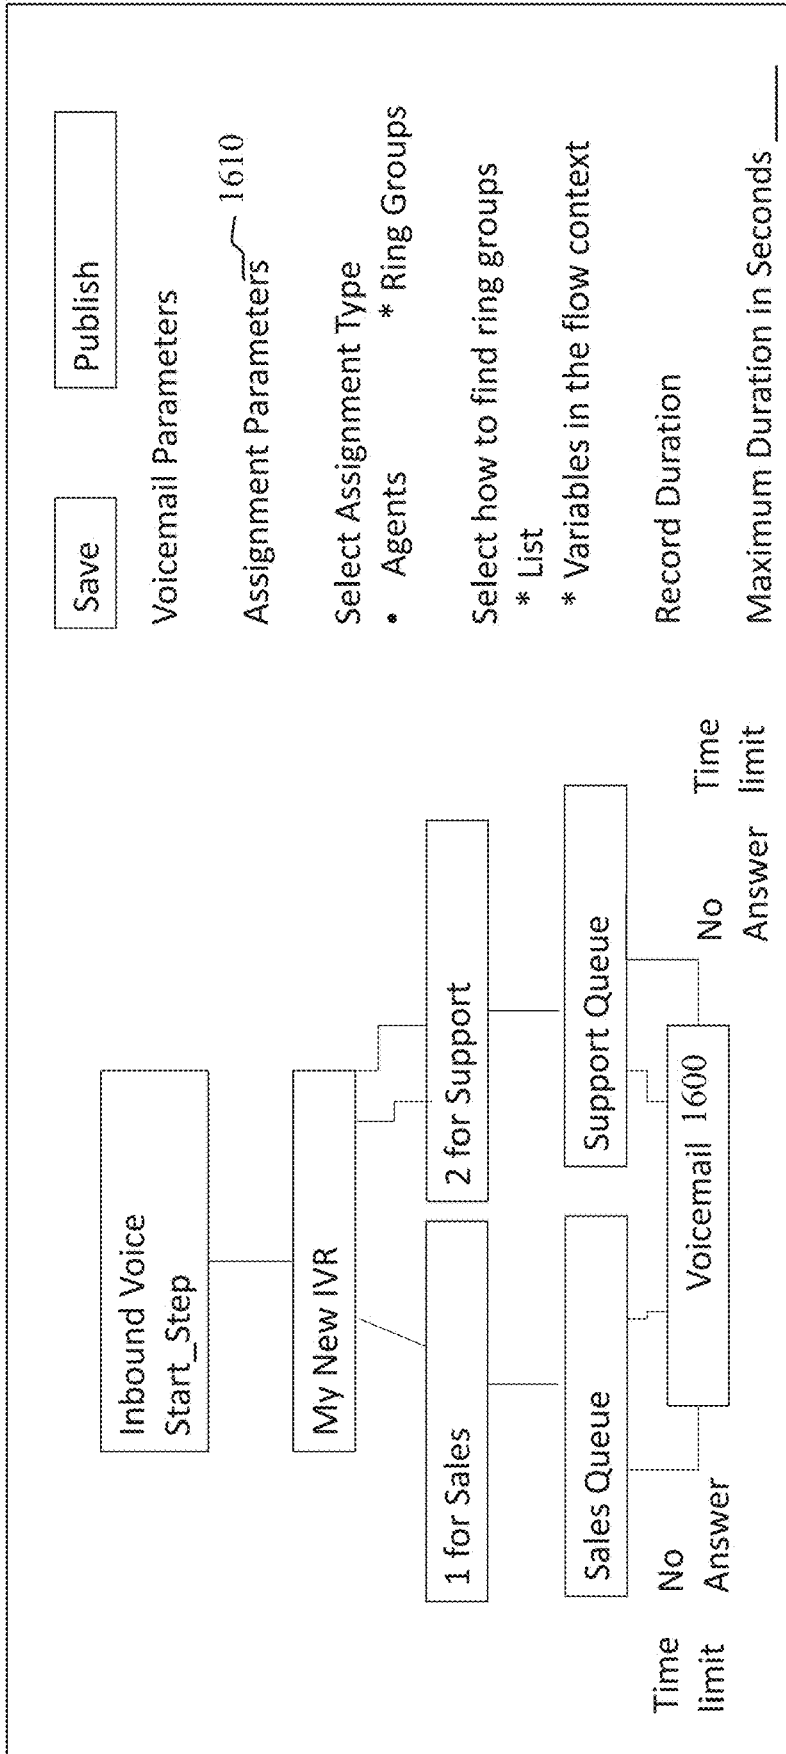 Inbound Voice
Start_Step
My New IVR
1 for Sales
2 for Support
Sales Queue
Support Queue
Time
limit
No
Answer
Voicemail 1600
No
Answer
Time
limit
Save
Publish
Voicemail Parameters
Assignment Parameters 1610
Select Assignment Type
• Agents * Ring Groups
Select how to find ring groups
* List
* Variables in the flow context
Record Duration
Maximum Duration in Seconds ____